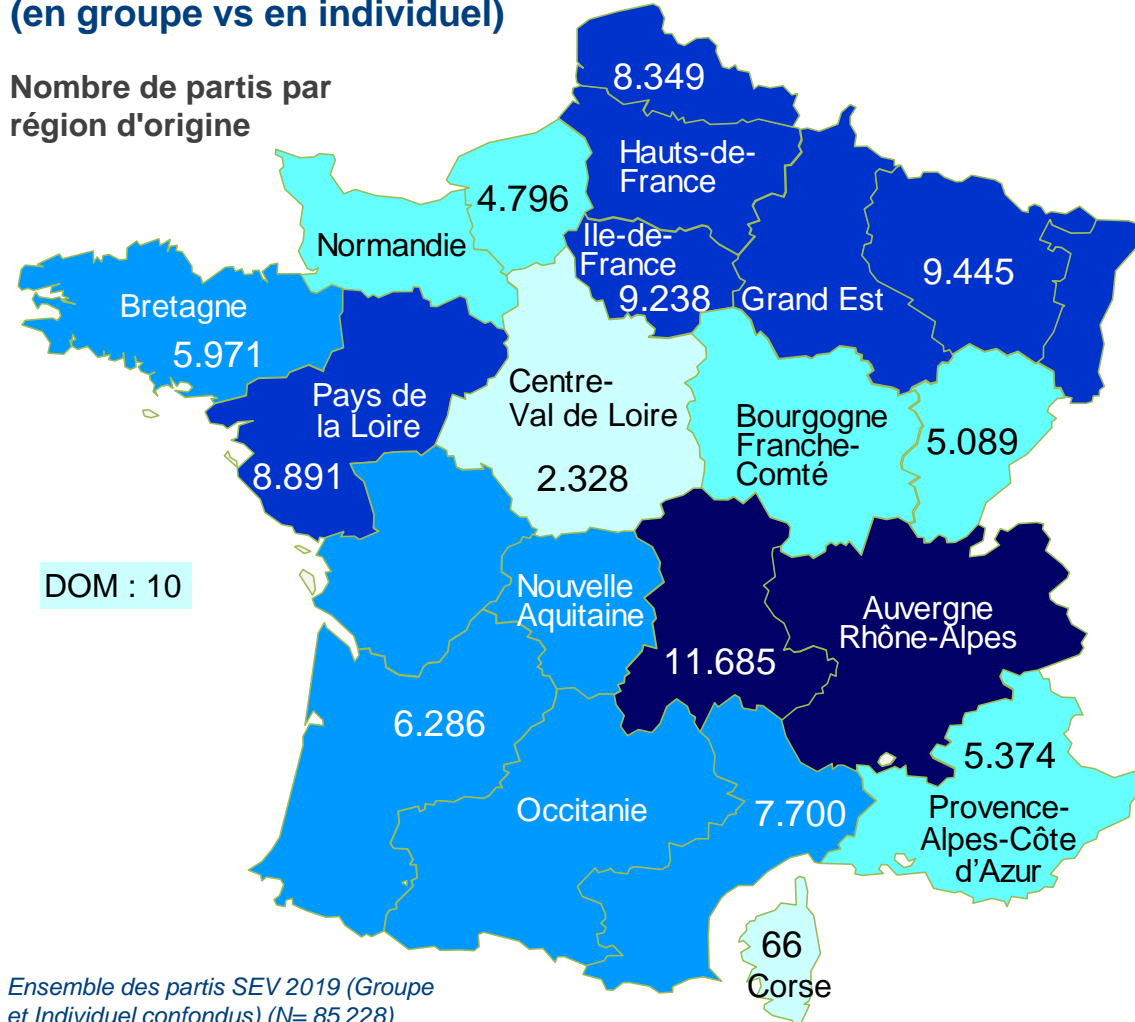 (en groupe vs en individuel)
Nombre de partis par
région d'origine
8.349
Hauts-de-
France
4.796
Normandie
Ile-de-
France
9.238
Grand Est
9.445
Bretagne
5.971
Pays de
la Loire
8.891
Centre-
Val de Loire
2.328
Bourgogne
Franche-
Comté
5.089
DOM : 10
Nouvelle
Aquitaine
6.286
11.685
Auvergne
Rhône-Alpes
Occitanie
7.700
5.374
Provence-
Alpes-Côte
d'Azur
66
Corse
Ensemble des partis SEV 2019 (Groupe
et Individuel confondus) (N= 85 228)